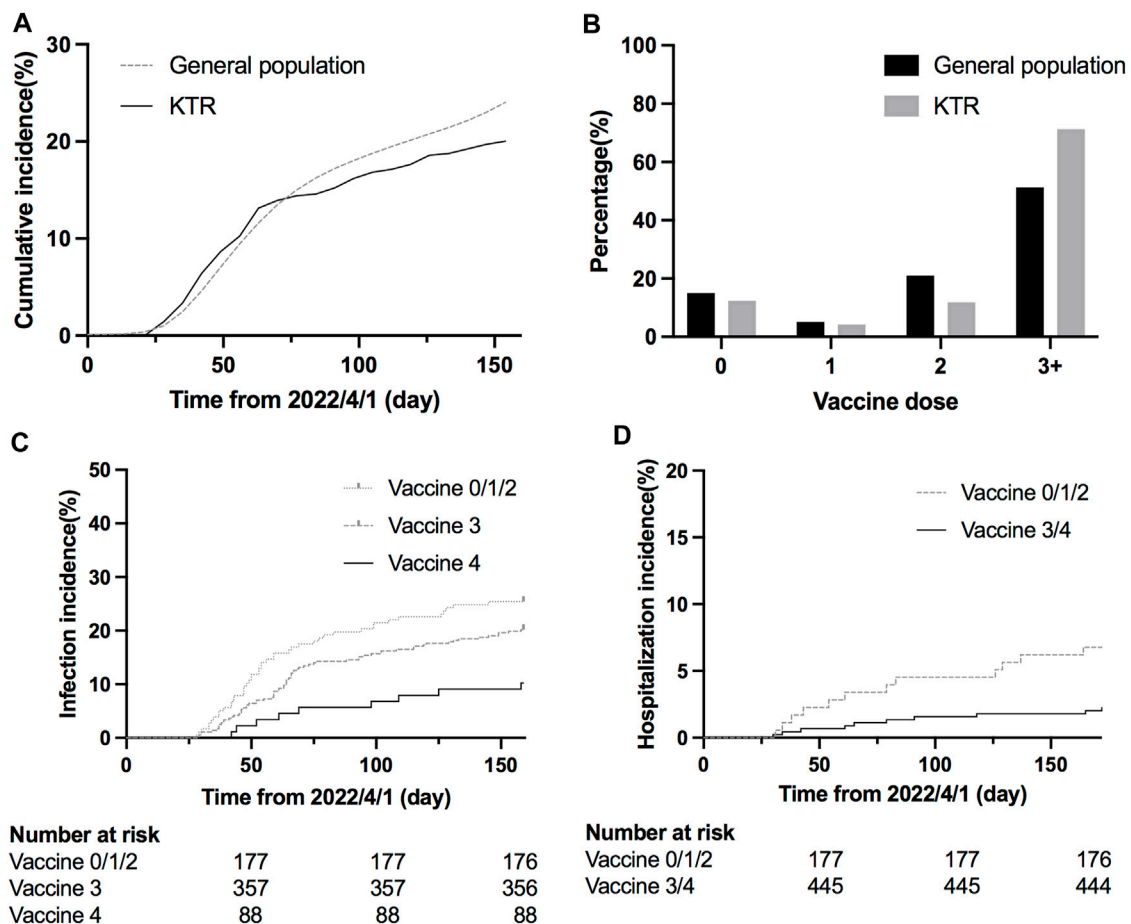 A
Cumulative incidence(%)
30
20
10
0
General population
KTR
0 50 100 150
Time from 2022/4/1 (day)
B
Percentage(%)
100
80
60
40
20
0
General population
KTR
0 1 2 3+
Vaccine dose
C
Infection incidence(%)
50
40
30
20
10
0
Vaccine 0/1/2
Vaccine 3
Vaccine 4
0 50 100 150
Time from 2022/4/1 (day)
Number at risk
Vaccine 0/1/2 177 177 176
Vaccine 3 357 357 356
Vaccine 4 88 88 88
D
Hospitalization incidence(%)
20
15
10
5
0
Vaccine 0/1/2
Vaccine 3/4
0 50 100 150
Time from 2022/4/1 (day)
Number at risk
Vaccine 0/1/2 177 177 176
Vaccine 3/4 445 445 444